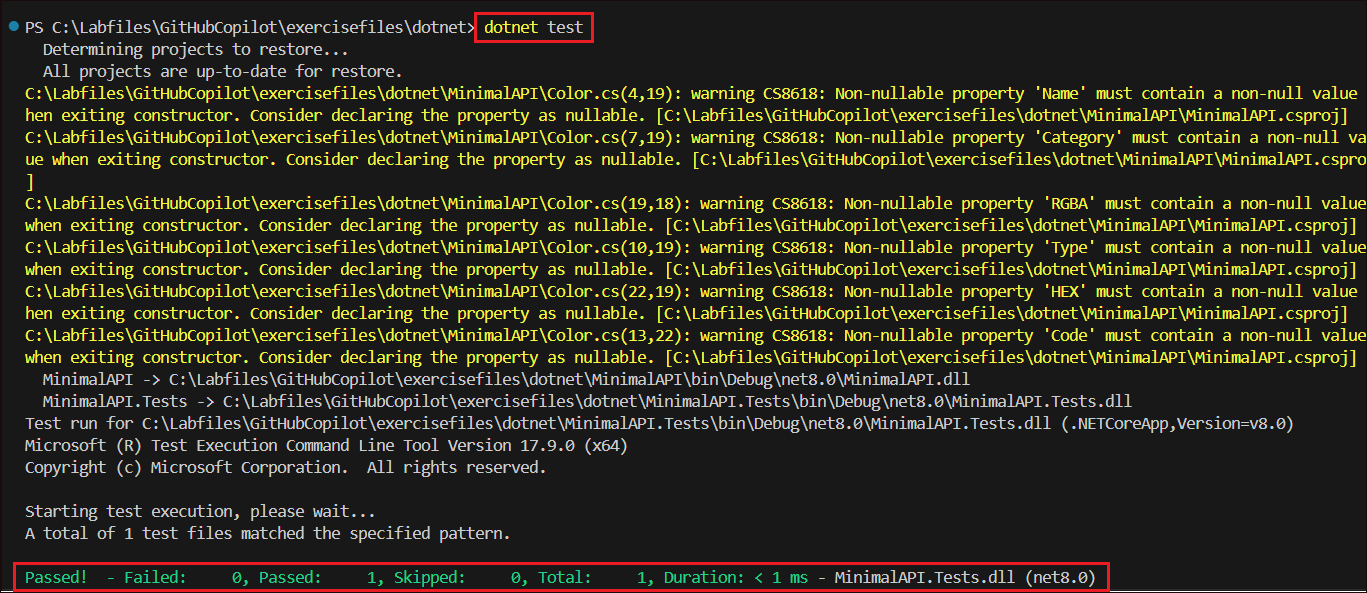 PS C:\Labfiles\GitHubCopilot\exercisefiles\dotnet> dotnet test
  Determining projects to restore...
  All projects are up-to-date for restore.
C:\Labfiles\GitHubCopilot\exercisefiles\dotnet\MinimalAPI\Color.cs(4,19): warning CS8618: Non-nullable property 'Name' must contain a non-null value
hen exiting constructor. Consider declaring the property as nullable. [C:\Labfiles\GitHubCopilot\exercisefiles\dotnet\MinimalAPI\MinimalAPI.csproj]
C:\Labfiles\GitHubCopilot\exercisefiles\dotnet\MinimalAPI\Color.cs(7,19): warning CS8618: Non-nullable property 'Category' must contain a non-null va
ue when exiting constructor. Consider declaring the property as nullable. [C:\Labfiles\GitHubCopilot\exercisefiles\dotnet\MinimalAPI\MinimalAPI.cspro
]
C:\Labfiles\GitHubCopilot\exercisefiles\dotnet\MinimalAPI\Color.cs(19,18): warning CS8618: Non-nullable property 'RGBA' must contain a non-null value
when exiting constructor. Consider declaring the property as nullable. [C:\Labfiles\GitHubCopilot\exercisefiles\dotnet\MinimalAPI\MinimalAPI.csproj]
C:\Labfiles\GitHubCopilot\exercisefiles\dotnet\MinimalAPI\Color.cs(10,19): warning CS8618: Non-nullable property 'Type' must contain a non-null value
when exiting constructor. Consider declaring the property as nullable. [C:\Labfiles\GitHubCopilot\exercisefiles\dotnet\MinimalAPI\MinimalAPI.csproj]
C:\Labfiles\GitHubCopilot\exercisefiles\dotnet\MinimalAPI\Color.cs(22,19): warning CS8618: Non-nullable property 'HEX' must contain a non-null value
hen exiting constructor. Consider declaring the property as nullable. [C:\Labfiles\GitHubCopilot\exercisefiles\dotnet\MinimalAPI\MinimalAPI.csproj]
C:\Labfiles\GitHubCopilot\exercisefiles\dotnet\MinimalAPI\Color.cs(13,22): warning CS8618: Non-nullable property 'Code' must contain a non-null value
when exiting constructor. Consider declaring the property as nullable. [C:\Labfiles\GitHubCopilot\exercisefiles\dotnet\MinimalAPI\MinimalAPI.csproj]
  MinimalAPI -> C:\Labfiles\GitHubCopilot\exercisefiles\dotnet\MinimalAPI\bin\Debug\net8.0\MinimalAPI.dll
  MinimalAPI.Tests -> C:\Labfiles\GitHubCopilot\exercisefiles\dotnet\MinimalAPI.Tests\bin\Debug\net8.0\MinimalAPI.Tests.dll
Test run for C:\Labfiles\GitHubCopilot\exercisefiles\dotnet\MinimalAPI.Tests\bin\Debug\net8.0\MinimalAPI.Tests.dll (.NETCoreApp,Version=v8.0)
Microsoft (R) Test Execution Command Line Tool Version 17.9.0 (x64)
Copyright (c) Microsoft Corporation.  All rights reserved.
Starting test execution, please wait...
A total of 1 test files matched the specified pattern.
Passed!  - Failed:     0, Passed:     1, Skipped:     0, Total:     1, Duration: < 1 ms - MinimalAPI.Tests.dll (net8.0)